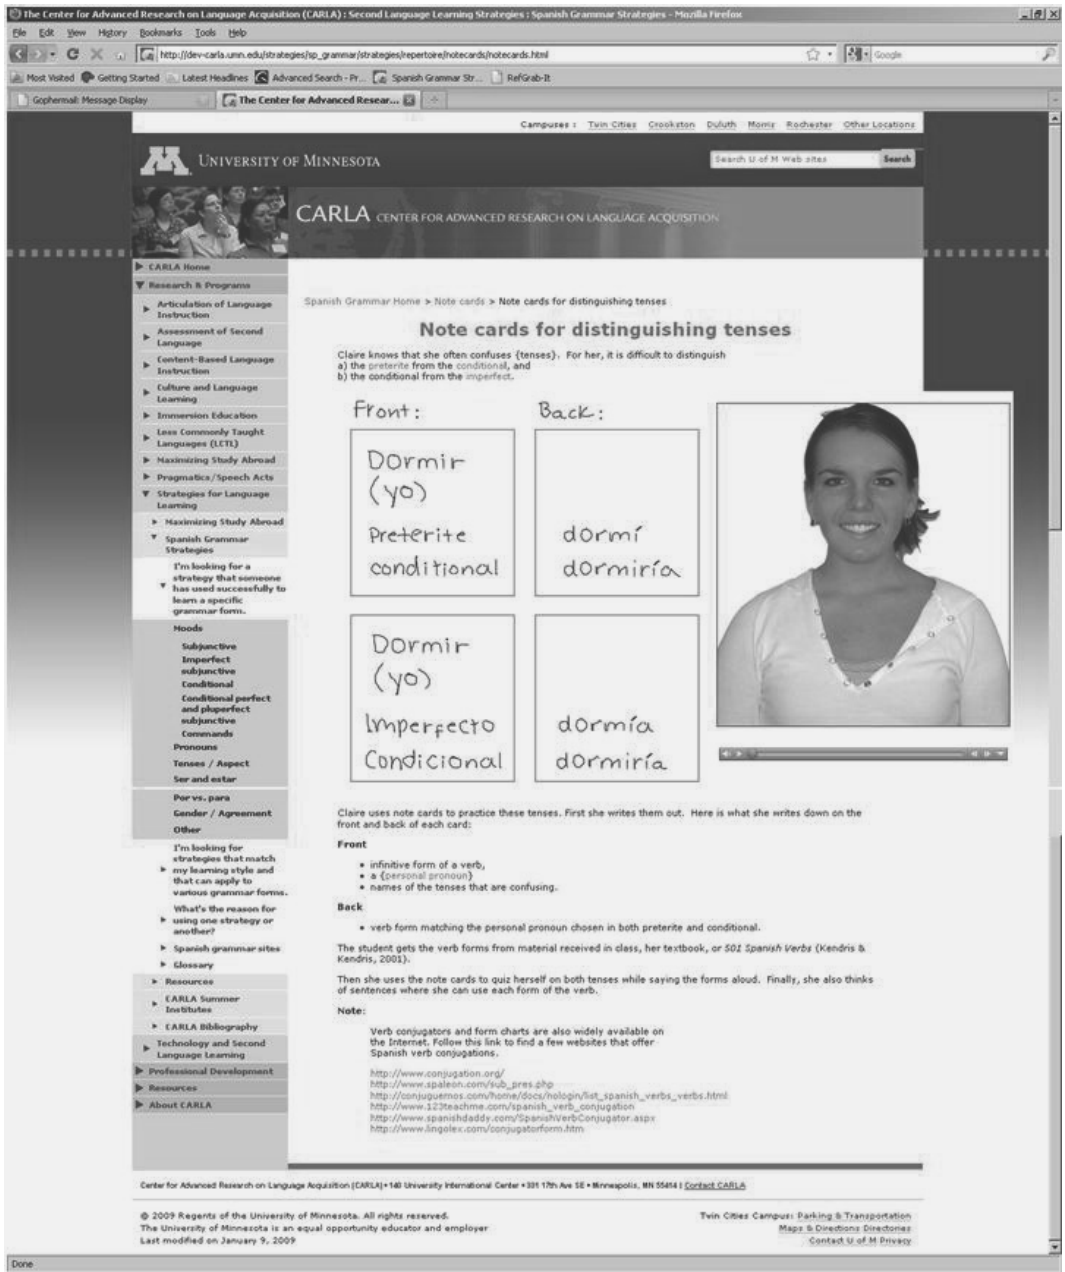 The Center for Advanced Research on Language Acquisition (CARLA) : Second Language Learning Strategies : Spanish Grammar Strategies - Mozilla Firefox
File Edit View History Bookmarks Tools Help
http://dev-carla.umn.edu/strategies/sp_grammar/strategies/repertoire/notecards/notecards.html
Google
Most Visited Getting Started Latest Headlines Advanced Search - Pr... Spanish Grammar Str... RefGrab-It
Gophermail: Message Display
The Center for Advanced Resear...
Campuses : Twin Cities Crookston Duluth Morris Rochester Other Locations
UNIVERSITY OF MINNESOTA
Search U of M Web sites Search
CARLA CENTER FOR ADVANCED RESEARCH ON LANGUAGE ACQUISITION
CARLA Home
Research & Programs
Articulation of Language
Instruction
Assessment of Second
Language
Content-Based Language
Instruction
Culture and Language
Learning
Immersion Education
Less Commonly Taught
Languages (LCTL)
Maximizing Study Abroad
Pragmatics/Speech Acts
Strategies for Language
Learning
Maximizing Study Abroad
Spanish Grammar
Strategies
I'm looking for a
strategy that someone
has used successfully to
learn a specific
grammar form.
Moods
Subjunctive
Imperfect
subjunctive
Conditional
Conditional perfect
and pluperfect
subjunctive
Commands
Pronouns
Tenses / Aspect
Ser and estar
Por vs. para
Gender / Agreement
Other
I'm looking for
strategies that match
my learning style and
that can apply to
various grammar forms.
What's the reason for
using one strategy or
another?
Spanish grammar sites
Glossary
Resources
CARLA Summer
Institutes
CARLA Bibliography
Technology and Second
Language Learning
Professional Development
Resources
About CARLA
Spanish Grammar Home > Note cards > Note cards for distinguishing tenses
Note cards for distinguishing tenses
Claire knows that she often confuses {tenses}. For her, it is difficult to distinguish
a) the preterite from the conditional, and
b) the conditional from the imperfect.
Front: Back:
Dormir
(yo)
Preterite dormí
conditional dormiría
Dormir
(yo)
Imperfecto dormía
Condicional dormiría
Claire uses note cards to practice these tenses. First she writes them out. Here is what she writes down on the
front and back of each card:
Front
• infinitive form of a verb,
• a {personal pronoun}
• names of the tenses that are confusing.
Back
• verb form matching the personal pronoun chosen in both preterite and conditional.
The student gets the verb forms from material received in class, her textbook, or 501 Spanish Verbs (Kendris &
Kendris, 2001).
Then she uses the note cards to quiz herself on both tenses while saying the forms aloud. Finally, she also thinks
of sentences where she can use each form of the verb.
Note:
Verb conjugators and form charts are also widely available on
the Internet. Follow this link to find a few websites that offer
Spanish verb conjugations.
http://www.conjugation.org/
http://www.spaleon.com/sub_pres.php
http://conjuguemos.com/home/docs/nologin/list_spanish_verbs_verbs.html
http://www.123teachme.com/spanish_verb_conjugation
http://www.spanishdaddy.com/SpanishVerbConjugator.aspx
http://www.lingolex.com/conjugatorform.htm
Center for Advanced Research on Language Acquisition (CARLA) • 140 University International Center • 331 17th Ave SE • Minneapolis, MN 55414 | Contact CARLA
© 2009 Regents of the University of Minnesota. All rights reserved.
The University of Minnesota is an equal opportunity educator and employer
Last modified on January 9, 2009
Twin Cities Campus: Parking & Transportation
Maps & Directions Directories
Contact U of M Privacy
Done